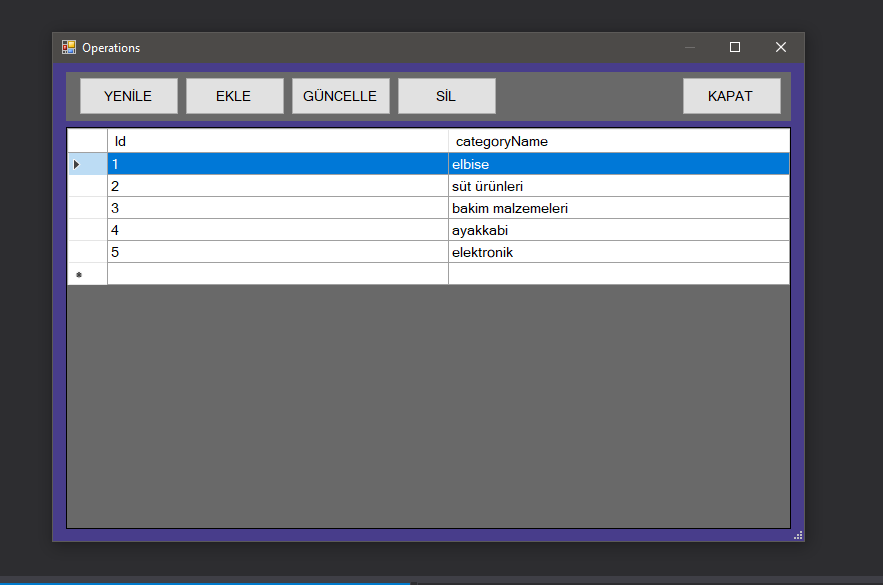 Operations
YENİLE EKLE GÜNCELLE SİL KAPAT
Id categoryName
1 elbise
2 süt ürünleri
3 bakim malzemeleri
4 ayakkabi
5 elektronik